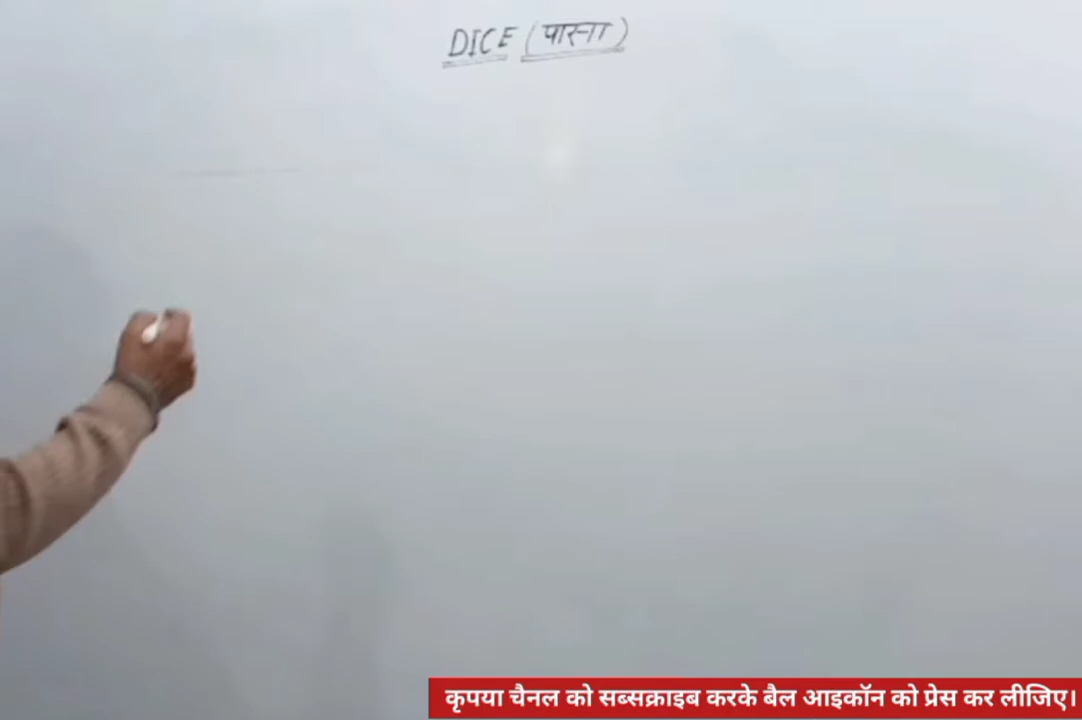 DICE (पासा)
कृपया चैनल को सब्सक्राइब करके बैल आइकॉन को प्रेस कर लीजिए।